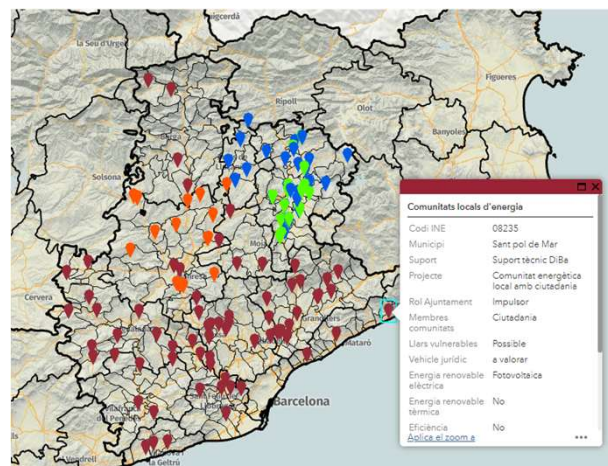 la Seu d'Urgell
Ripoll
Olot
Figueres
Banyoles
Solsona
Cervera
Mataró
Barcelona
Vilafranca
del Penedès
la Geltrú
Comunitats locals d'energia
Codi INE 08235
Municipi Sant pol de Mar
Suport Suport tècnic DiBa
Projecte Comunitat energètica
local amb ciutadania
Rol Ajuntament Impulsor
Membres Ciutadania
comunitats
Llars vulnerables Possible
Vehicle jurídic a valorar
Energia renovable Fotovoltaica
elèctrica
Energia renovable No
tèrmica
Eficiència No
Aplica el zoom a